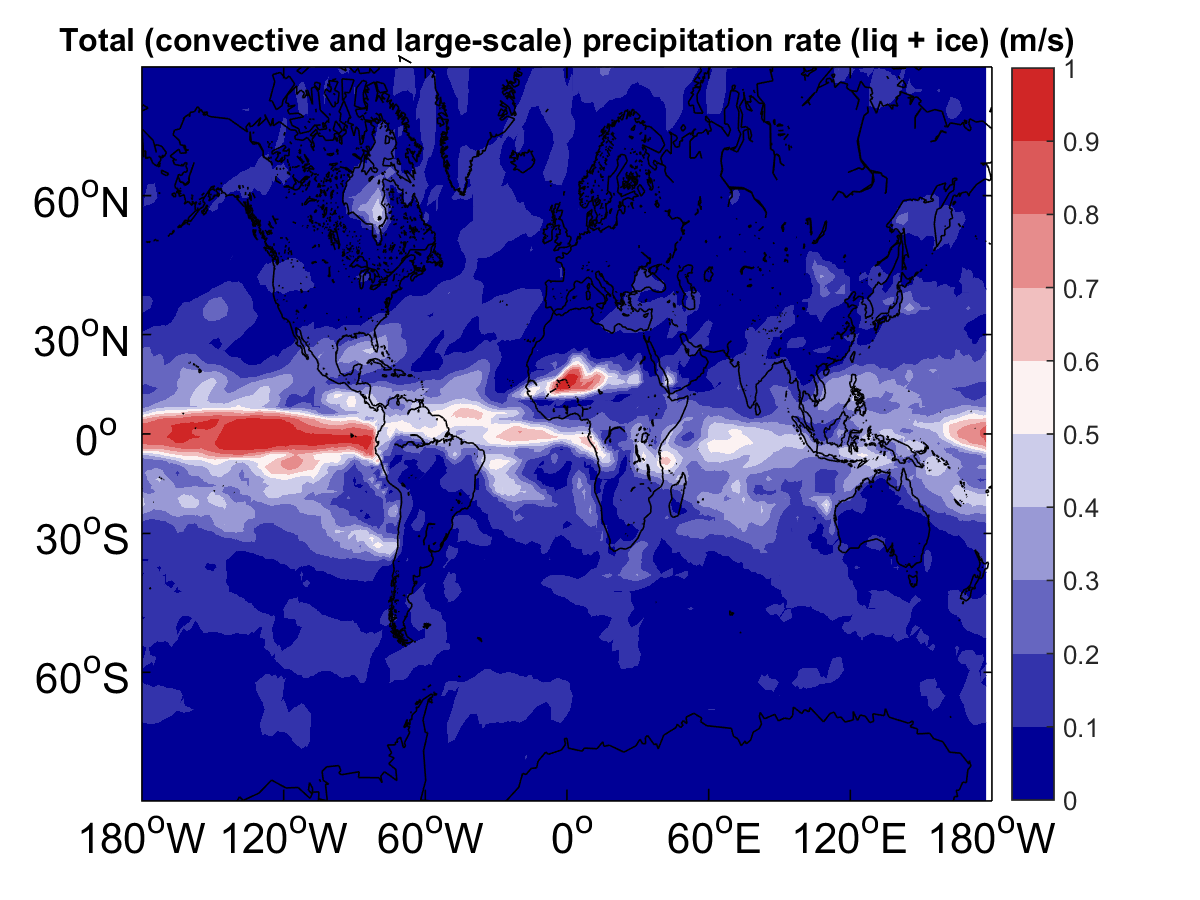 Total (convective and large-scale) precipitation rate (liq + ice) (m/s)
1
1
0.9
0.8
0.7
0.6
0.5
0.4
0.3
0.2
0.1
0
60°N
30°N
0°
30°S
60°S
180°W 120°W 60°W 0° 60°E 120°E 180°W